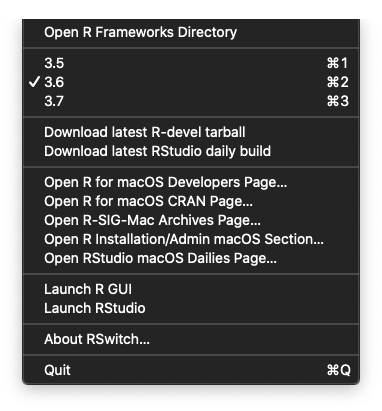 Open R Frameworks Directory
3.5 ⌘1
✓ 3.6 ⌘2
3.7 ⌘3
Download latest R-devel tarball
Download latest RStudio daily build
Open R for macOS Developers Page...
Open R for macOS CRAN Page...
Open R-SIG-Mac Archives Page...
Open R Installation/Admin macOS Section...
Open RStudio macOS Dailies Page...
Launch R GUI
Launch RStudio
About RSwitch...
Quit ⌘Q